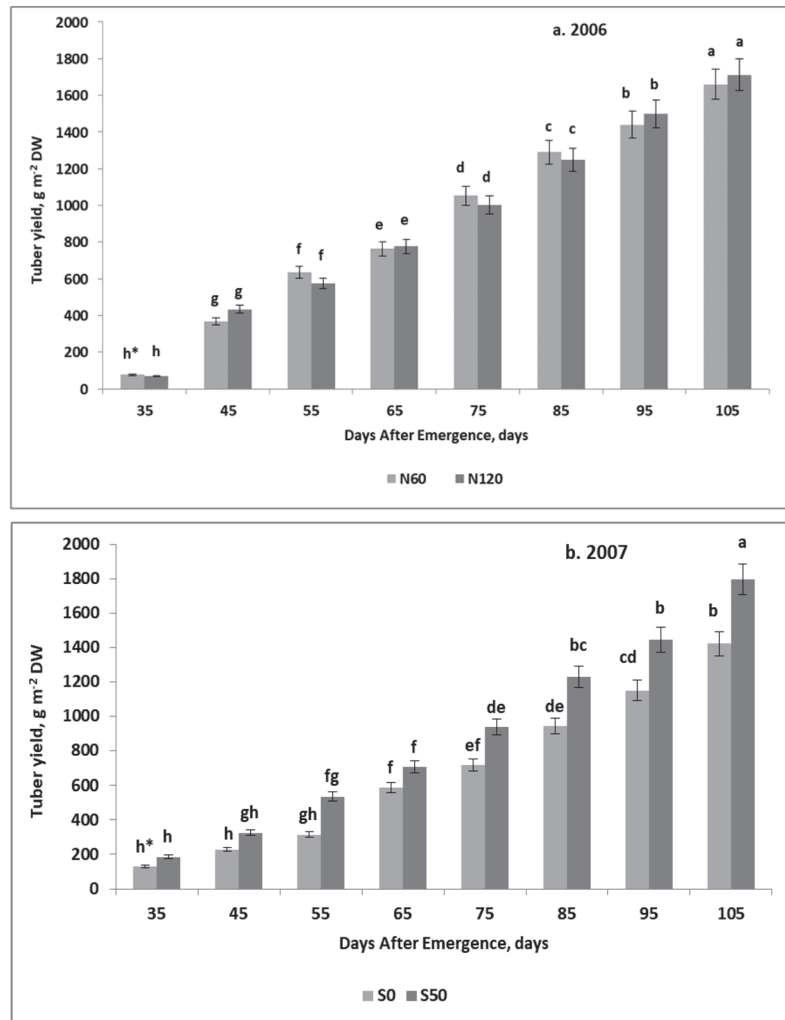 a. 2006
2000
1800
1600
1400
1200
1000
800
600
400
200
0
Tuber yield, g m-2 DW
h* h g g f f e e d d c c b b a a
35 45 55 65 75 85 95 105
Days After Emergence, days
N60 N120
b. 2007
2000
1800
1600
1400
1200
1000
800
600
400
200
0
Tuber yield, g m-2 DW
h* h h gh gh fg f f ef de de bc cd b b a
35 45 55 65 75 85 95 105
Days After Emergence, days
S0 S50